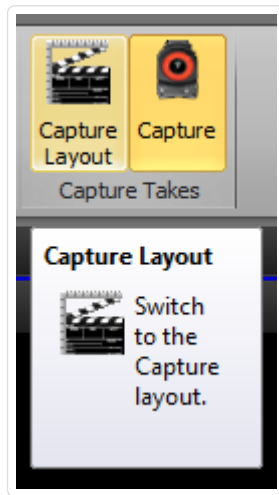 Capture
Layout
Capture
Capture Takes
Capture Layout
Switch
to the
Capture
layout.